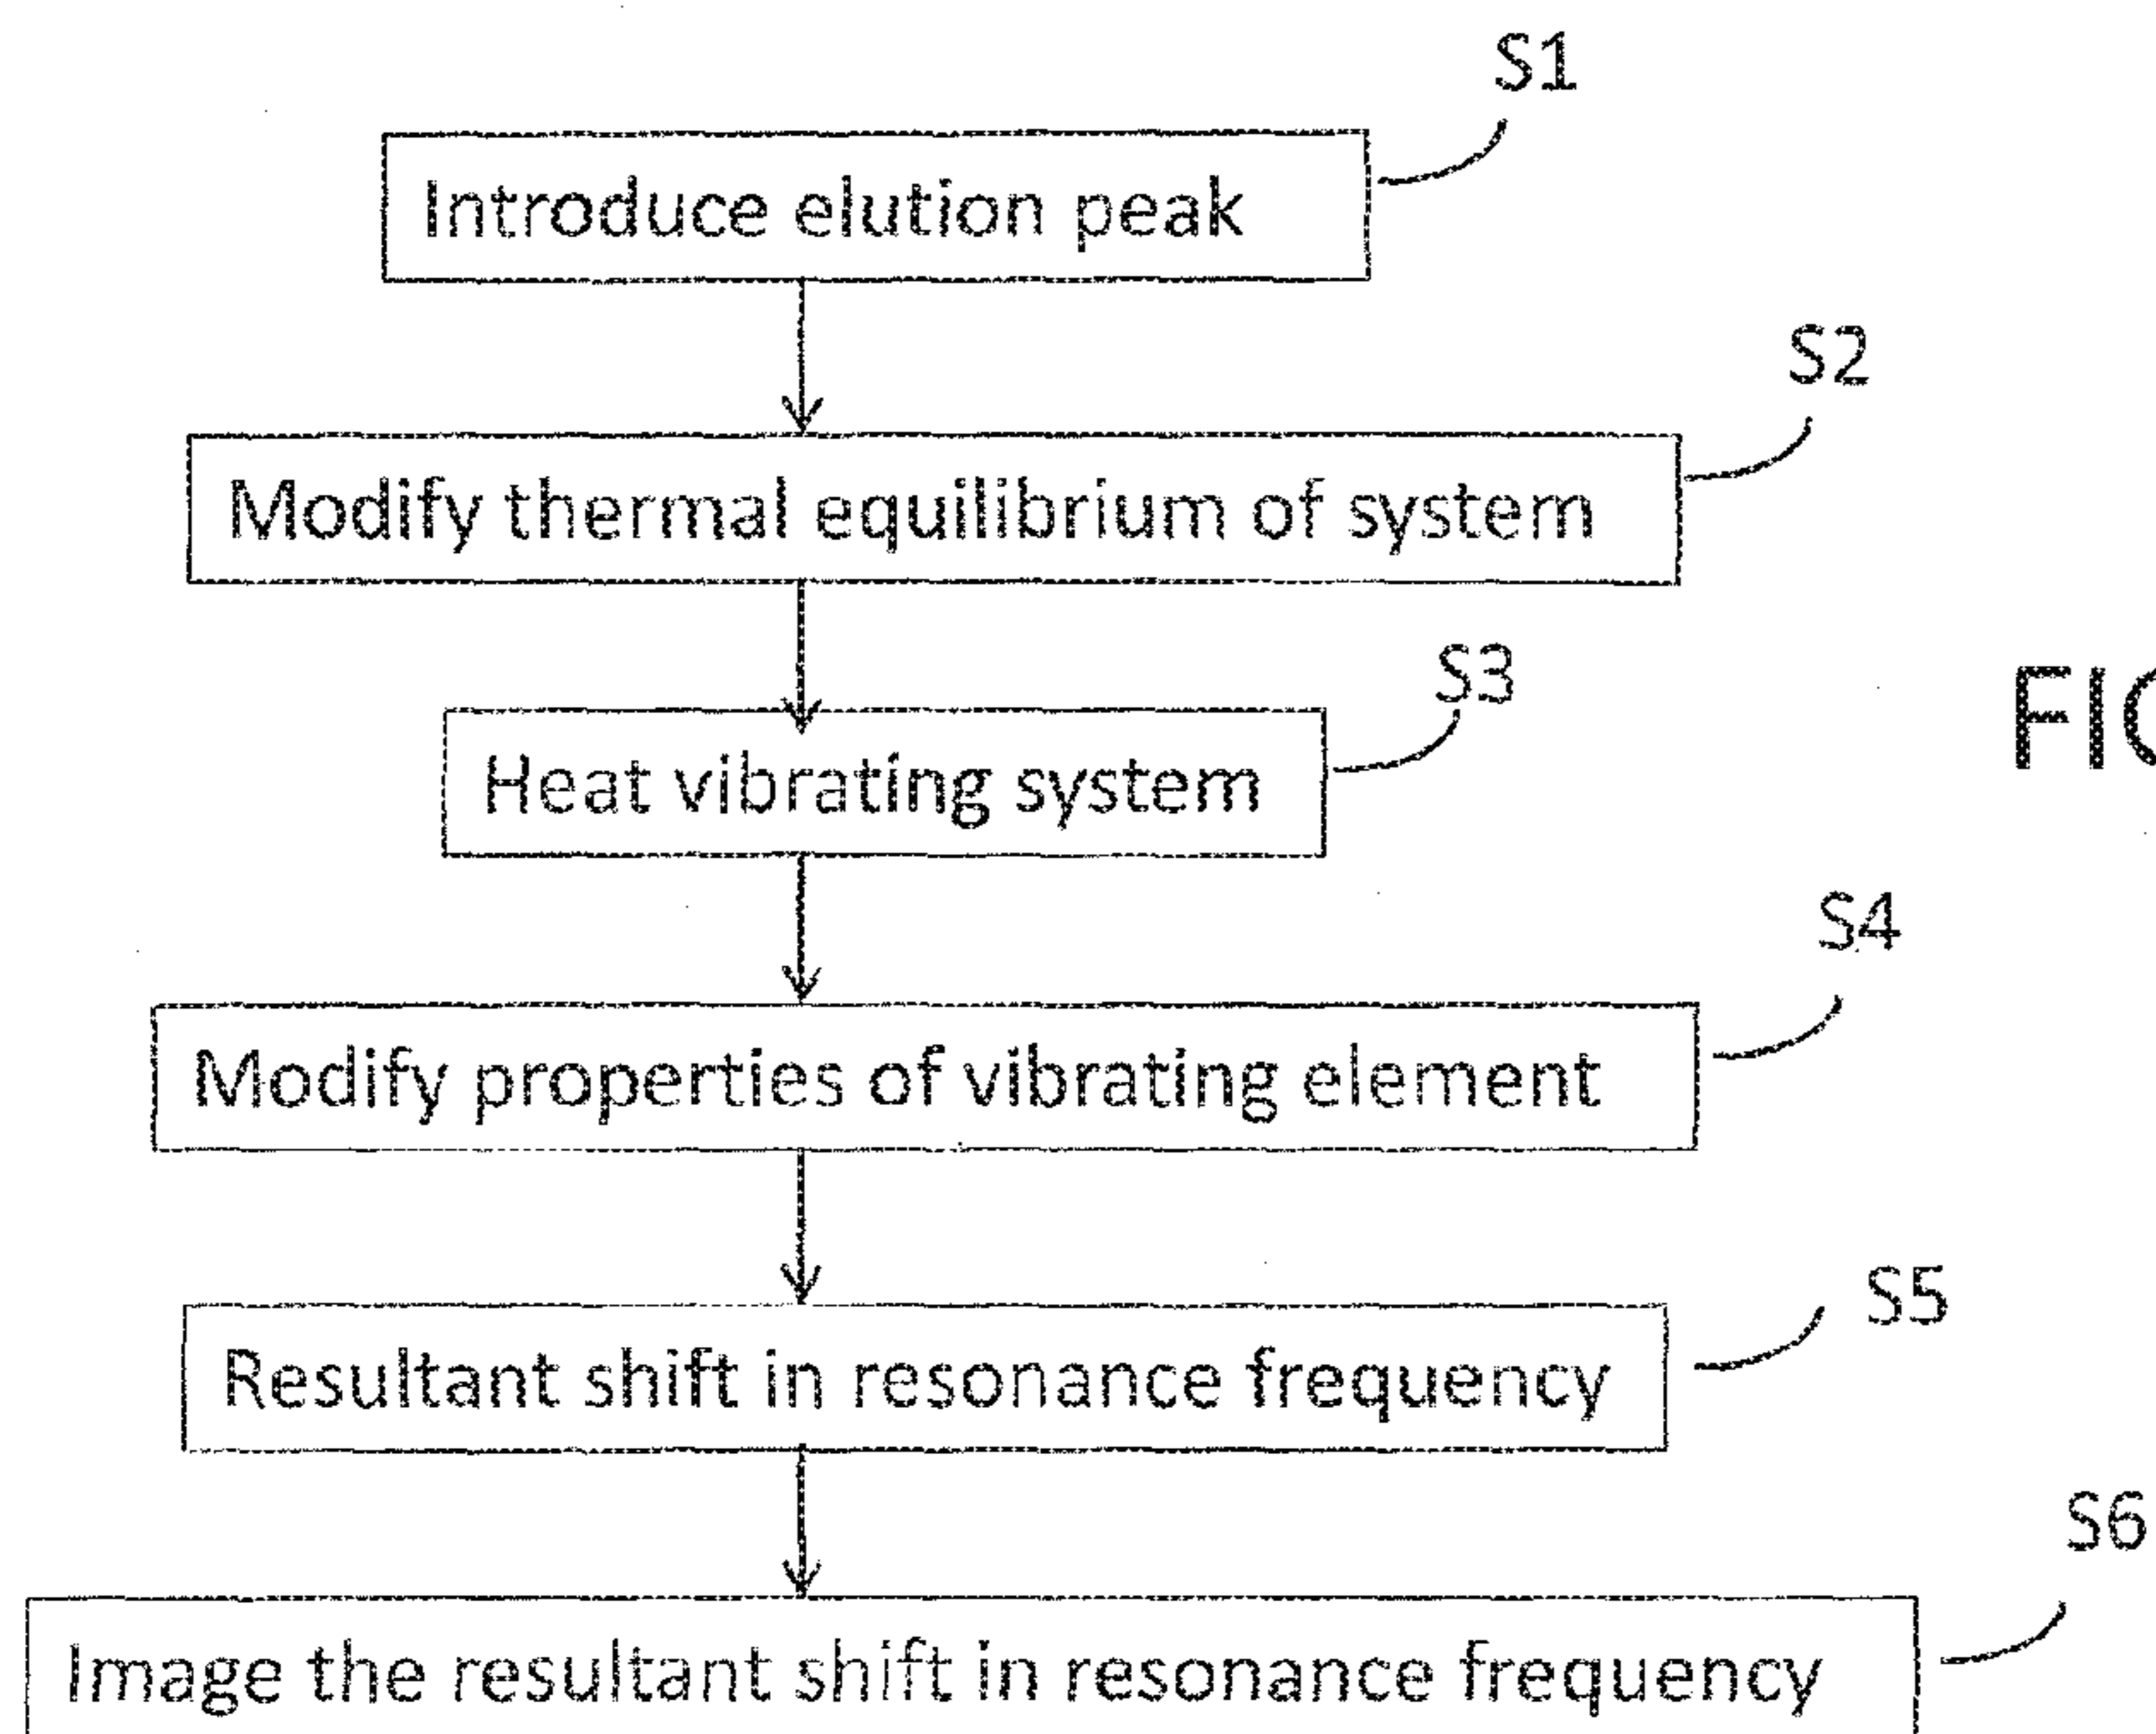 S1
Introduce elution peak
S2
Modify thermal equilibrium of system
S3
Heat vibrating system
FI
S4
Modify properties of vibrating element
S5
Resultant shift in resonance frequency
S6
Image the resultant shift in resonance frequency